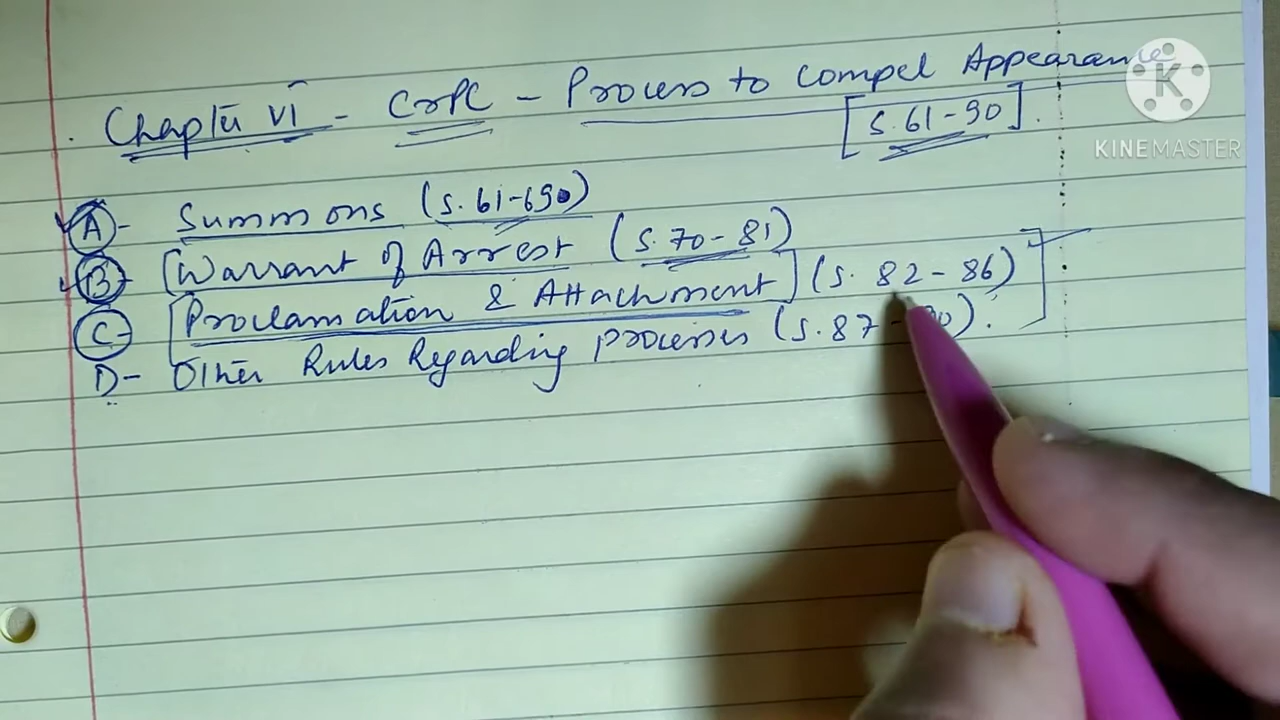 Chapter VI - CrPC - Process to Compel Appearance
[S. 61-90].
A- Summons (S. 61-69)
B- [Warrant of Arrest (S. 70-81)
C- [Proclamation & Attachment] (S. 82-86)
D- Other Rules Regarding processes (S. 87-90).
K
KINEMASTER